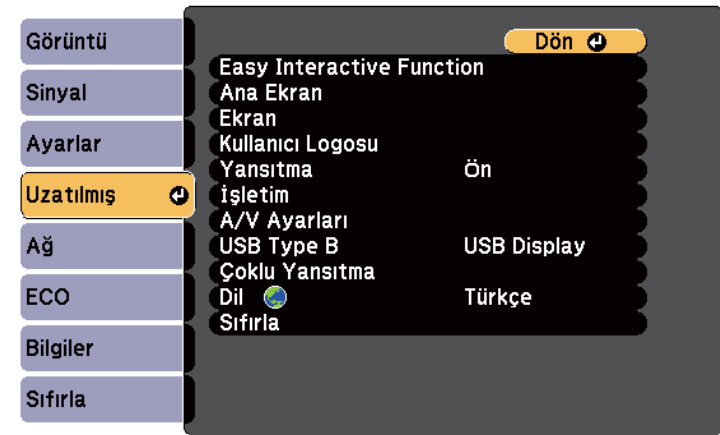 Görüntü
Sinyal
Ayarlar
Uzatılmış
Ağ
ECO
Bilgiler
Sıfırla
Dön
Easy Interactive Function
Ana Ekran
Ekran
Kullanıcı Logosu
Yansıtma Ön
İşletim
A/V Ayarları
USB Type B USB Display
Çoklu Yansıtma
Dil Türkçe
Sıfırla